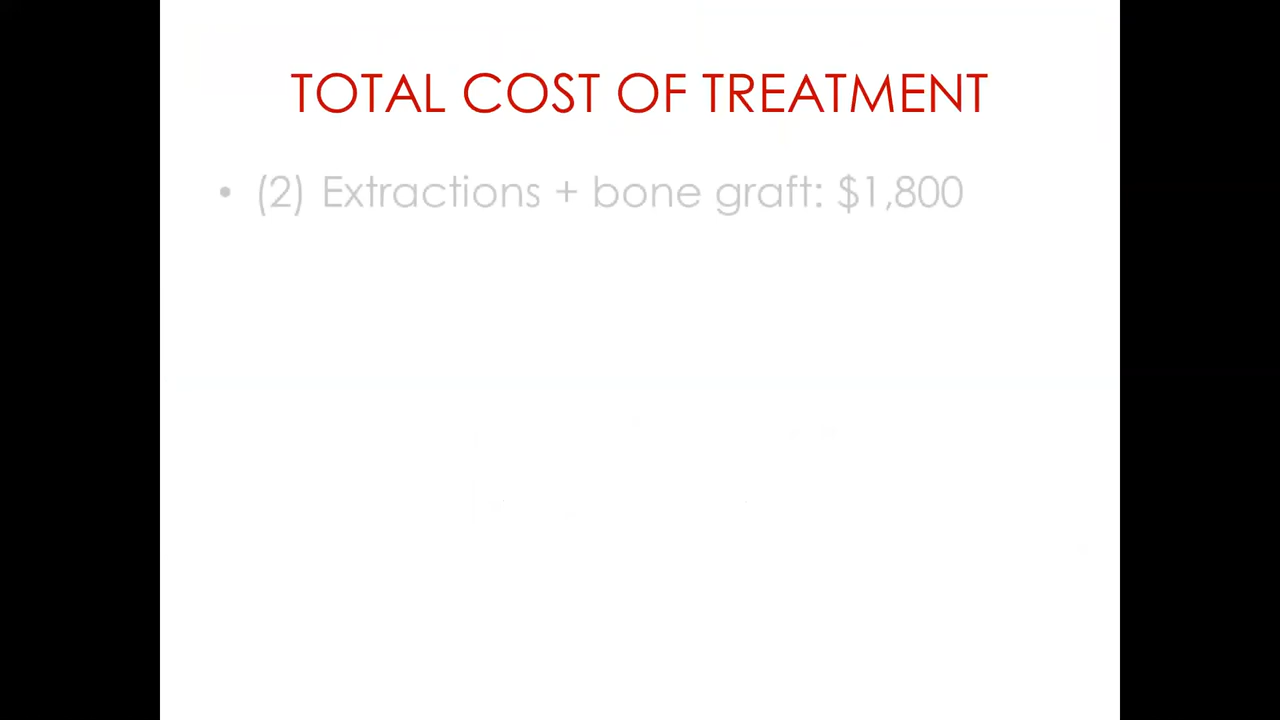 TOTAL COST OF TREATMENT
• (2) Extractions + bone graft: $1,800